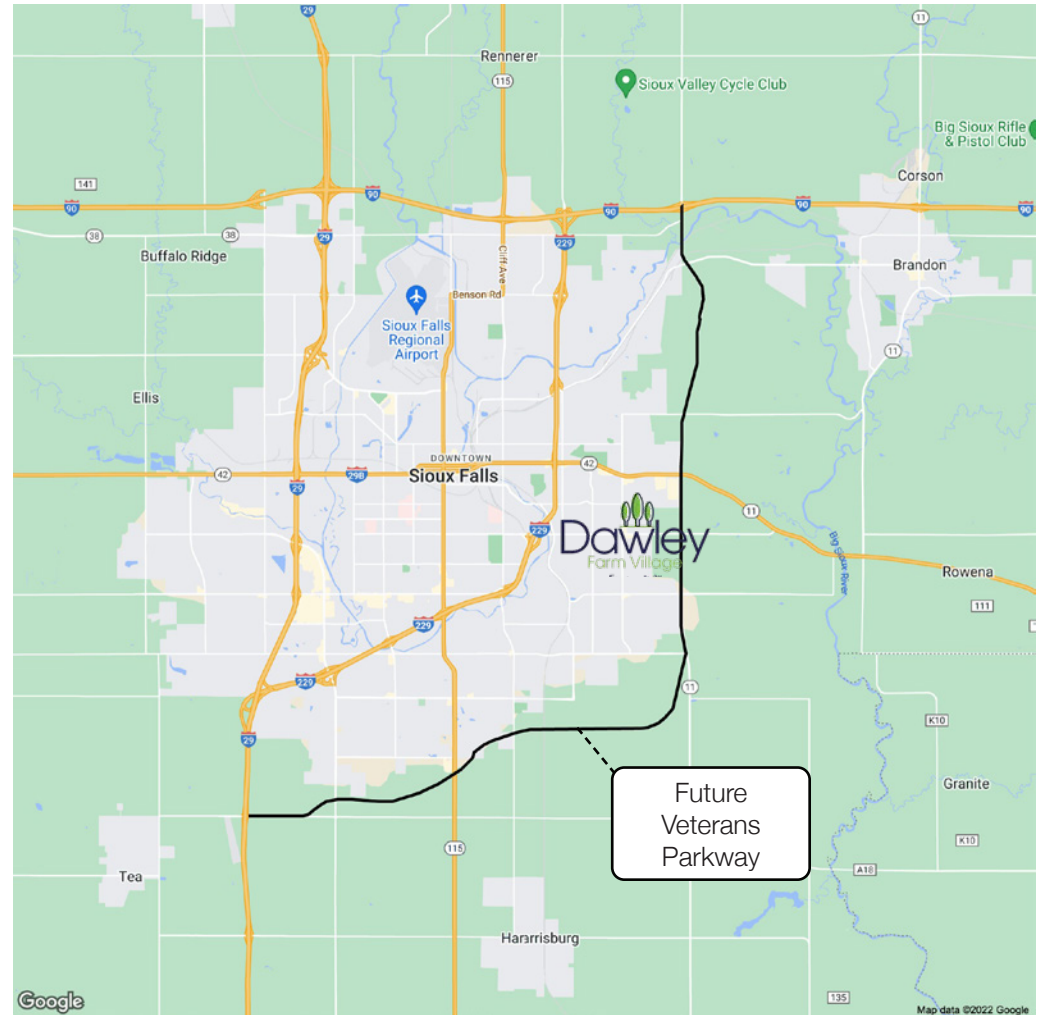 29
11
Rennerer
115
Sioux Valley Cycle Club
Big Sioux Rifle
& Pistol Club
Corson
141
90
90
90
90
90
38
38
29
229
Buffalo Ridge
Cliff Ave
Brandon
Benson Rd
Sioux Falls
Regional
Airport
11
Ellis
DOWNTOWN
Sioux Falls
42
42
29B
29
11
229
Dawley
Farm Village
Big Sioux River
Rowena
111
229
229
11
K10
29
Future
Veterans
Parkway
Granite
115
K10
A18
Tea
Hararrisburg
135
Google
Map data ©2022 Google